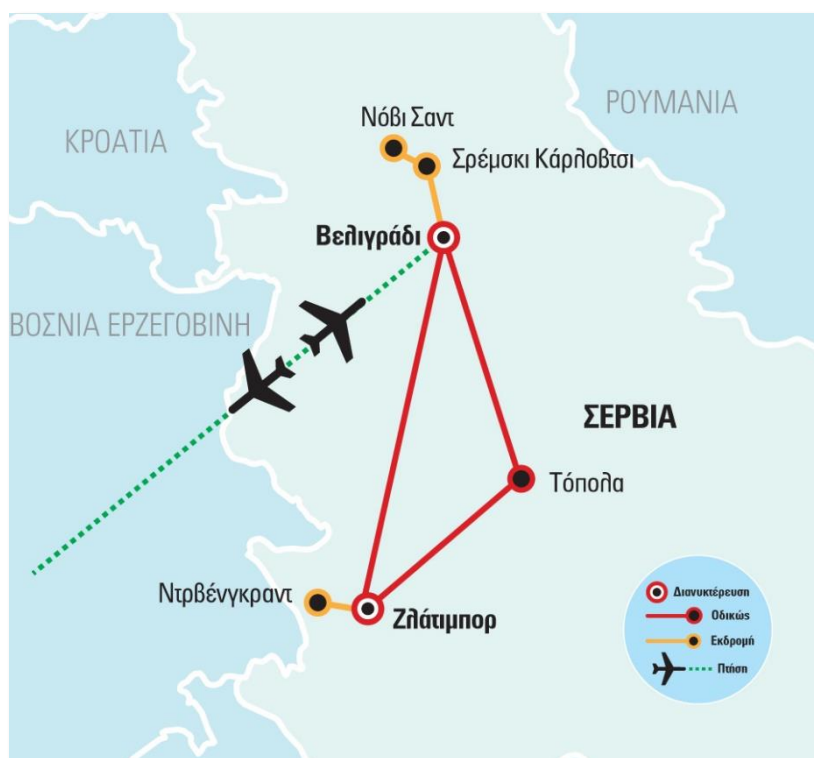 ΡΟΥΜΑΝΙΑ
ΚΡΟΑΤΙΑ
Νόβι Σαντ
Σρέμσκι Κάρλοβτσι
Βελιγράδι
ΒΟΣΝΙΑ ΕΡΖΕΓΟΒΙΝΗ
ΣΕΡΒΙΑ
Τόπολα
Ντρβένγκραντ
Ζλάτιμπορ
Διανυκτέρευση
Οδικώς
Εκδρομή
Πτήση